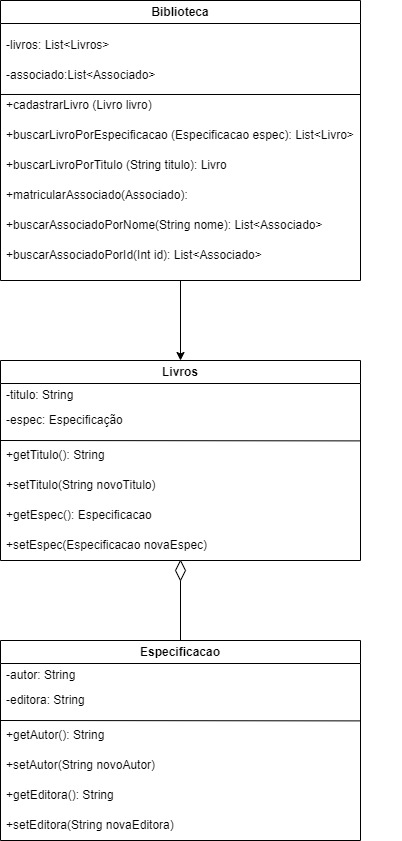 Biblioteca
-livros: List<Livros>
-associado:List<Associado>
+cadastrarLivro (Livro livro)
+buscarLivroPorEspecificacao (Especificacao espec): List<Livro>
+buscarLivroPorTitulo (String titulo): Livro
+matricularAssociado(Associado):
+buscarAssociadoPorNome(String nome): List<Associado>
+buscarAssociadoPorId(Int id): List<Associado>
Livros
-titulo: String
-espec: Especificação
+getTitulo(): String
+setTitulo(String novoTitulo)
+getEspec(): Especificacao
+setEspec(Especificacao novaEspec)
Especificacao
-autor: String
-editora: String
+getAutor(): String
+setAutor(String novoAutor)
+getEditora(): String
+setEditora(String novaEditora)